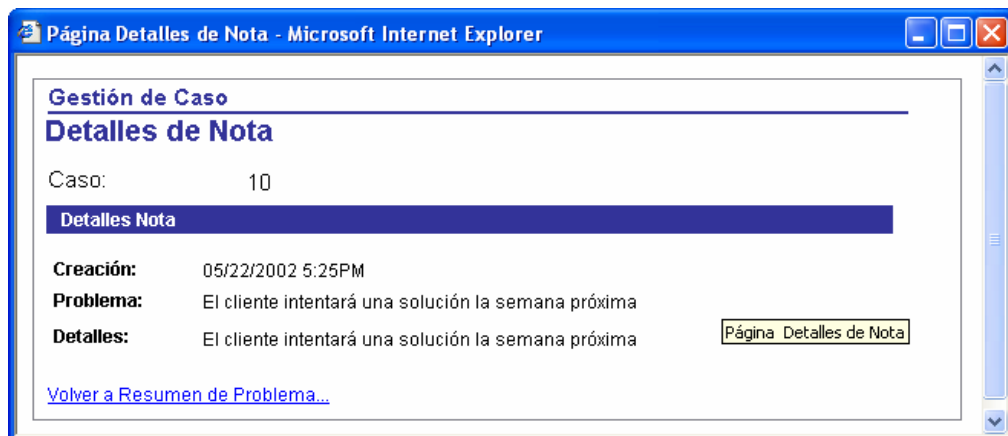 Página Detalles de Nota - Microsoft Internet Explorer
Gestión de Caso
Detalles de Nota
Caso: 10
Detalles Nota
Creación: 05/22/2002 5:25PM
Problema: El cliente intentará una solución la semana próxima
Detalles: El cliente intentará una solución la semana próxima
Página Detalles de Nota
Volver a Resumen de Problema...